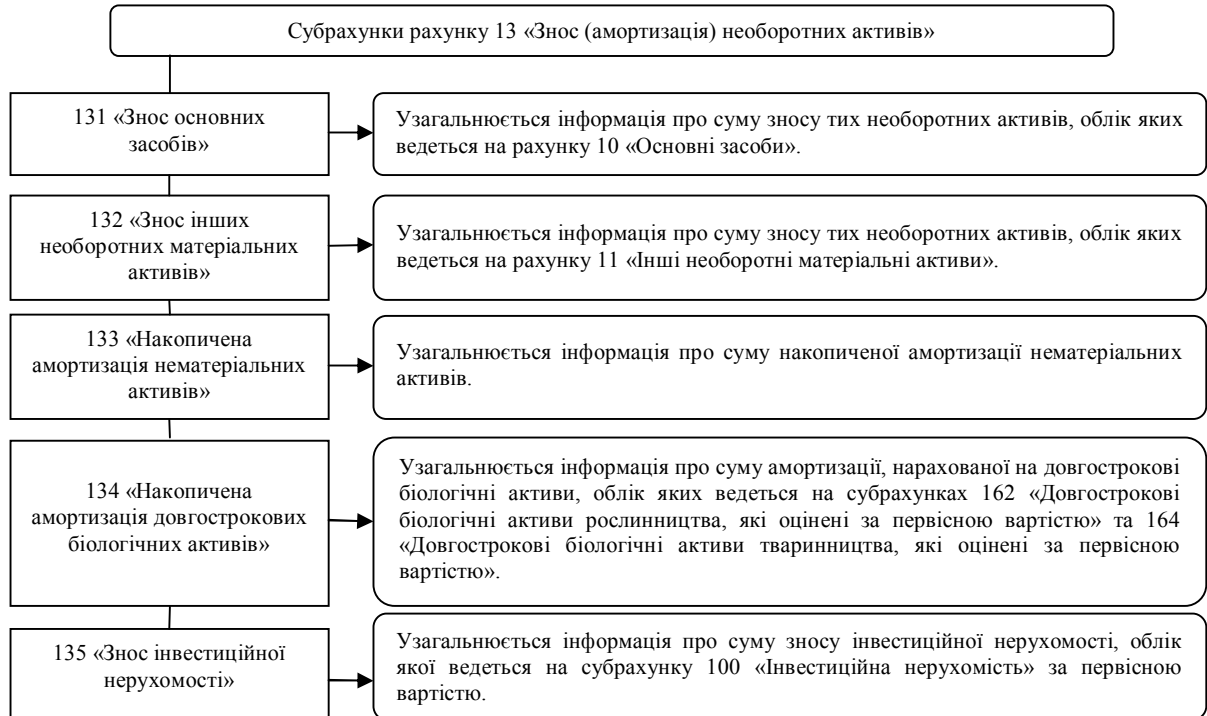 Субрахунки рахунку 13 «Знос (амортизація) необоротних активів»
131 «Знос основних
засобів»
Узагальнюється інформація про суму зносу тих необоротних активів, облік яких
ведеться на рахунку 10 «Основні засоби».
132 «Знос інших
необоротних матеріальних
активів»
Узагальнюється інформація про суму зносу тих необоротних активів, облік яких
ведеться на рахунку 11 «Інші необоротні матеріальні активи».
133 «Накопичена
амортизація нематеріальних
активів»
Узагальнюється інформація про суму накопиченої амортизації нематеріальних
активів.
134 «Накопичена
амортизація довгострокових
біологічних активів»
Узагальнюється інформація про суму амортизації, нарахованої на довгострокові
біологічні активи, облік яких ведеться на субрахунках 162 «Довгострокові
біологічні активи рослинництва, які оцінені за первісною вартістю» та 164
«Довгострокові біологічні активи тваринництва, які оцінені за первісною
вартістю».
135 «Знос інвестиційної
нерухомості»
Узагальнюється інформація про суму зносу інвестиційної нерухомості, облік
якої ведеться на субрахунку 100 «Інвестиційна нерухомість» за первісною
вартістю.